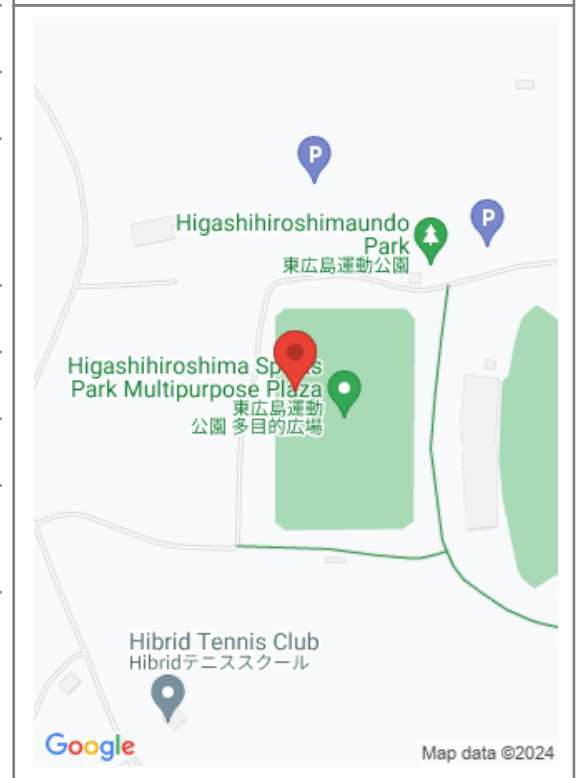 P
P
Higashihiroshimaundo
Park
東広島運動公園
Higashihiroshima Sports
Park Multipurpose Plaza
東広島運動
公園 多目的広場
Hibrid Tennis Club
Hibridテニススクール
Google
Map data ©2024